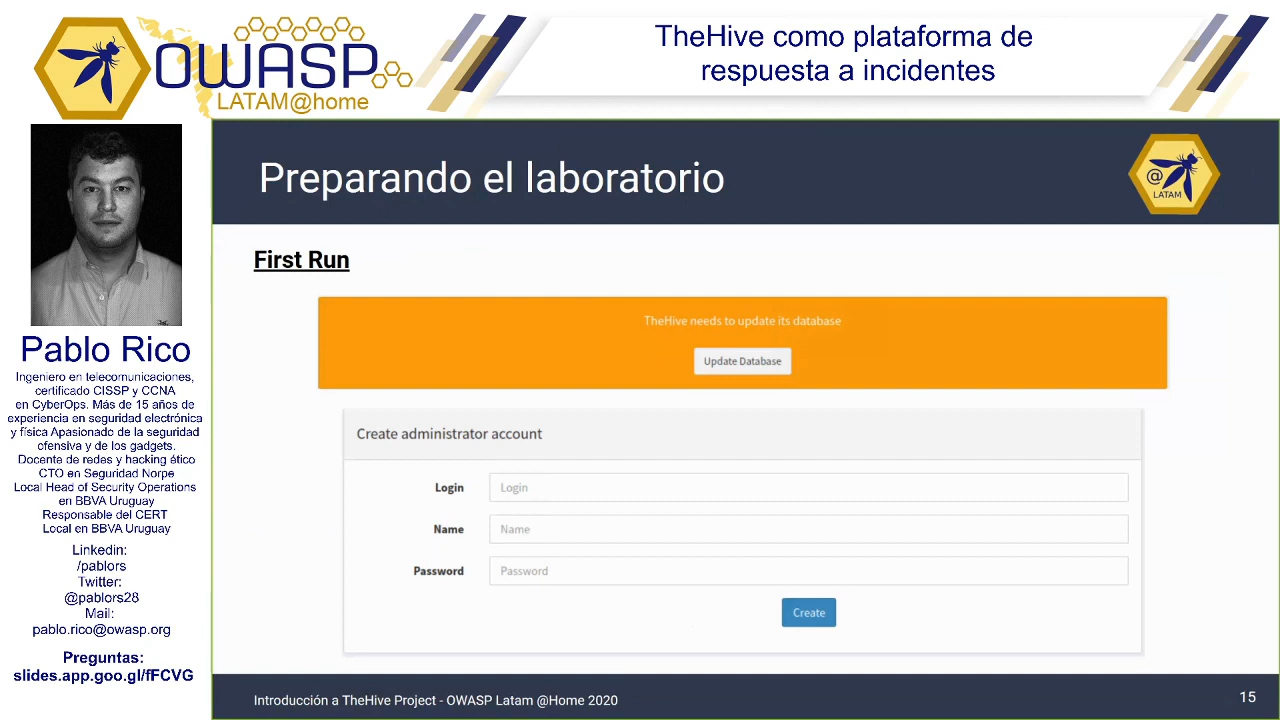 OWASP
LATAM@home
TheHive como plataforma de
respuesta a incidentes
Preparando el laboratorio
@
LATAM
First Run
TheHive needs to update its database
Update Database
Create administrator account
Login
Login
Name
Name
Password
Password
Create
Pablo Rico
Ingeniero en telecomunicaciones,
certificado CISSP y CCNA
en CyberOps. Más de 15 años de
experiencia en seguridad electrónica
y física Apasionado de la seguridad
ofensiva y de los gadgets.
Docente de redes y hacking ético
CTO en Seguridad Norpe
Local Head of Security Operations
en BBVA Uruguay
Responsable del CERT
Local en BBVA Uruguay
Linkedin:
/pablors
Twitter:
@pablors28
Mail:
pablo.rico@owasp.org
Preguntas:
slides.app.goo.gl/fFCVG
Introducción a TheHive Project - OWASP Latam @Home 2020
15